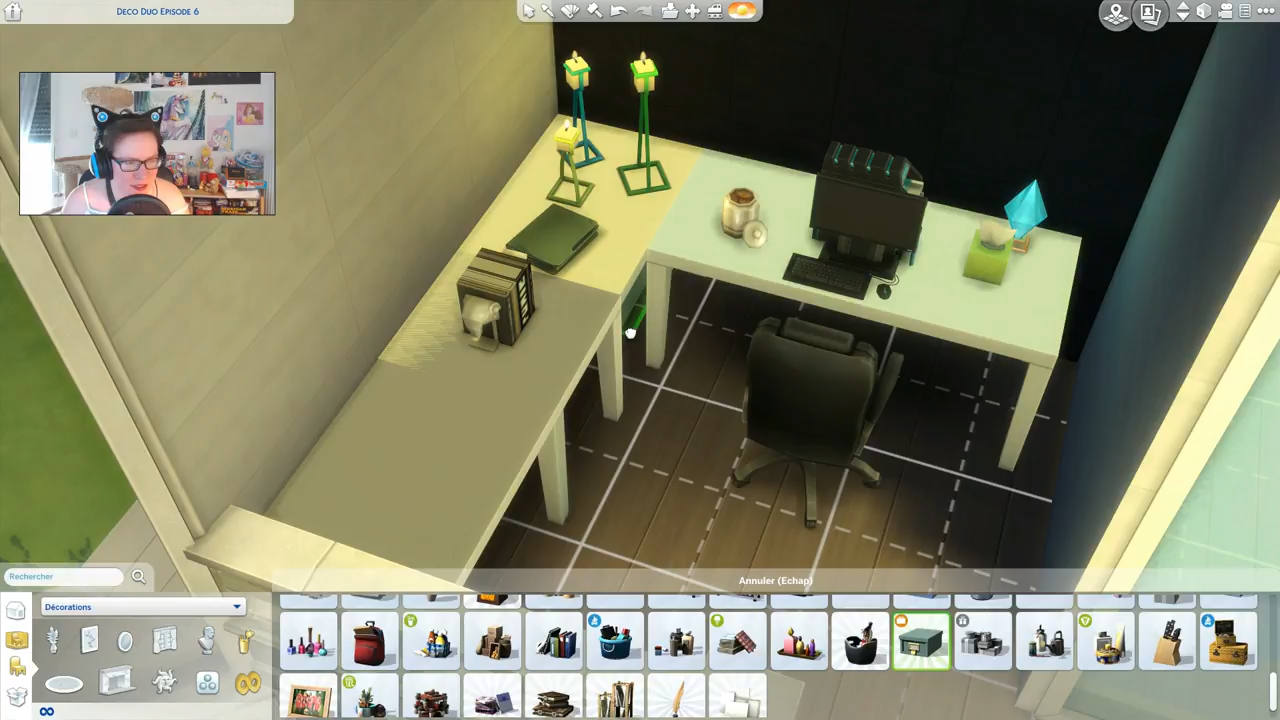 DECO DUO EPISODE 6
Annuler (Echap)
Rechercher
Décorations